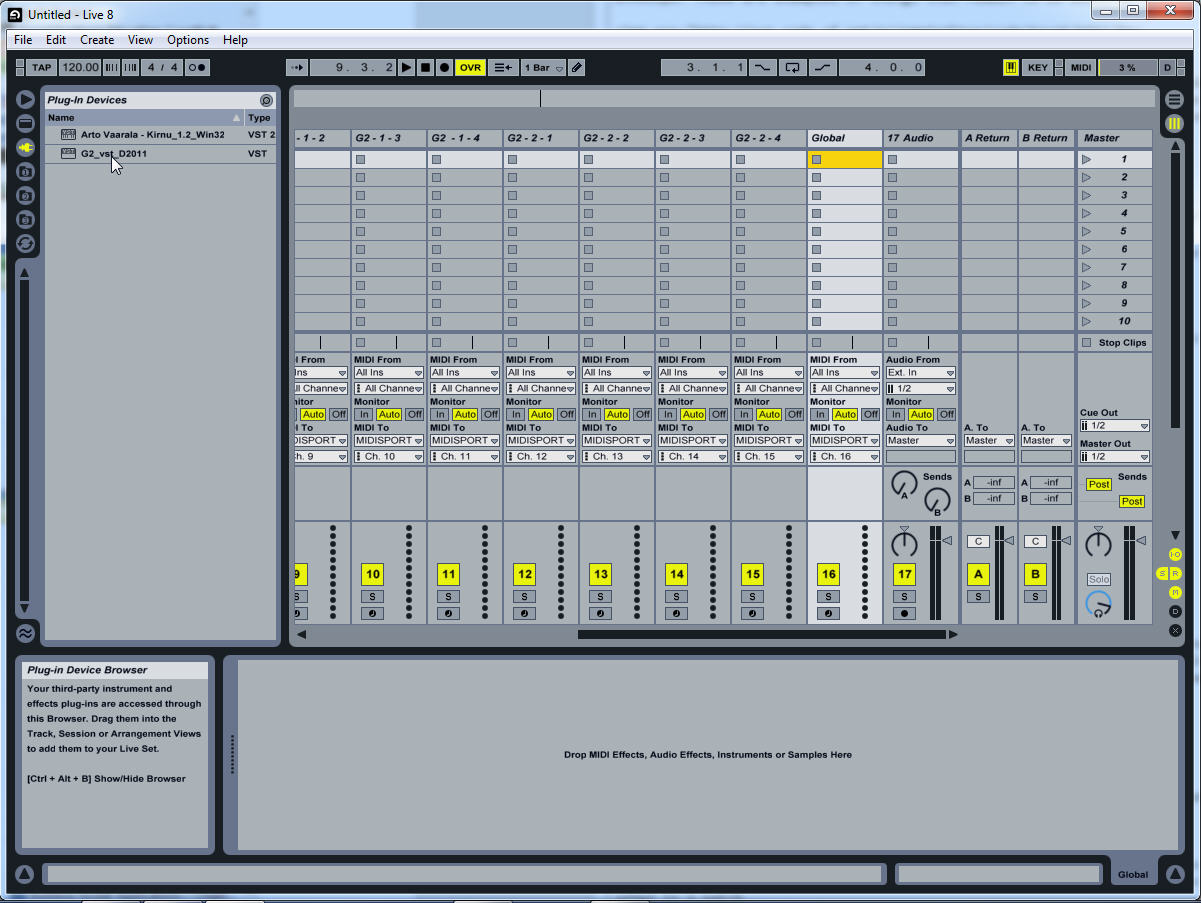 Untitled - Live 8
File Edit Create View Options Help
TAP 120.00 4 / 4 9. 3. 2 OVR 1 Bar 3. 1. 1 4. 0. 0 KEY MIDI 3 % D
Plug-In Devices
Name Type
Arto Vaarala - Kirnu_1.2_Win32 VST 2
G2_vst_D2011 VST
- 1 - 2 G2 - 1 - 3 G2 - 1 - 4 G2 - 2 - 1 G2 - 2 - 2 G2 - 2 - 3 G2 - 2 - 4 Global 17 Audio A Return B Return Master
1
2
3
4
5
6
7
8
9
10
Stop Clips
I From MIDI From MIDI From MIDI From MIDI From MIDI From MIDI From MIDI From Audio From
Ins All Ins All Ins All Ins All Ins All Ins All Ins All Ins Ext. In
ll Channe All Channe All Channe All Channe All Channe All Channe All Channe All Channe 1/2
nitor Monitor Monitor Monitor Monitor Monitor Monitor Monitor Monitor
Auto Off In Auto Off In Auto Off In Auto Off In Auto Off In Auto Off In Auto Off In Auto Off In Auto Off Cue Out
I To MIDI To MIDI To MIDI To MIDI To MIDI To MIDI To MIDI To Audio To A. To A. To 1/2
DISPORT MIDISPORT MIDISPORT MIDISPORT MIDISPORT MIDISPORT MIDISPORT MIDISPORT Master Master Master Master Out
h. 9 Ch. 10 Ch. 11 Ch. 12 Ch. 13 Ch. 14 Ch. 15 Ch. 16 1/2
Sends A -inf A -inf Sends
A B B -inf B -inf Post
Post
C C
9 10 11 12 13 14 15 16 17 A B Solo
S S S S S S S S S S S
I-O
S R
M
D
X
Plug-in Device Browser
Your third-party instrument and
effects plug-ins are accessed through
this Browser. Drag them into the
Track, Session or Arrangement Views
to add them to your Live Set.
[Ctrl + Alt + B] Show/Hide Browser
Drop MIDI Effects, Audio Effects, Instruments or Samples Here
Global